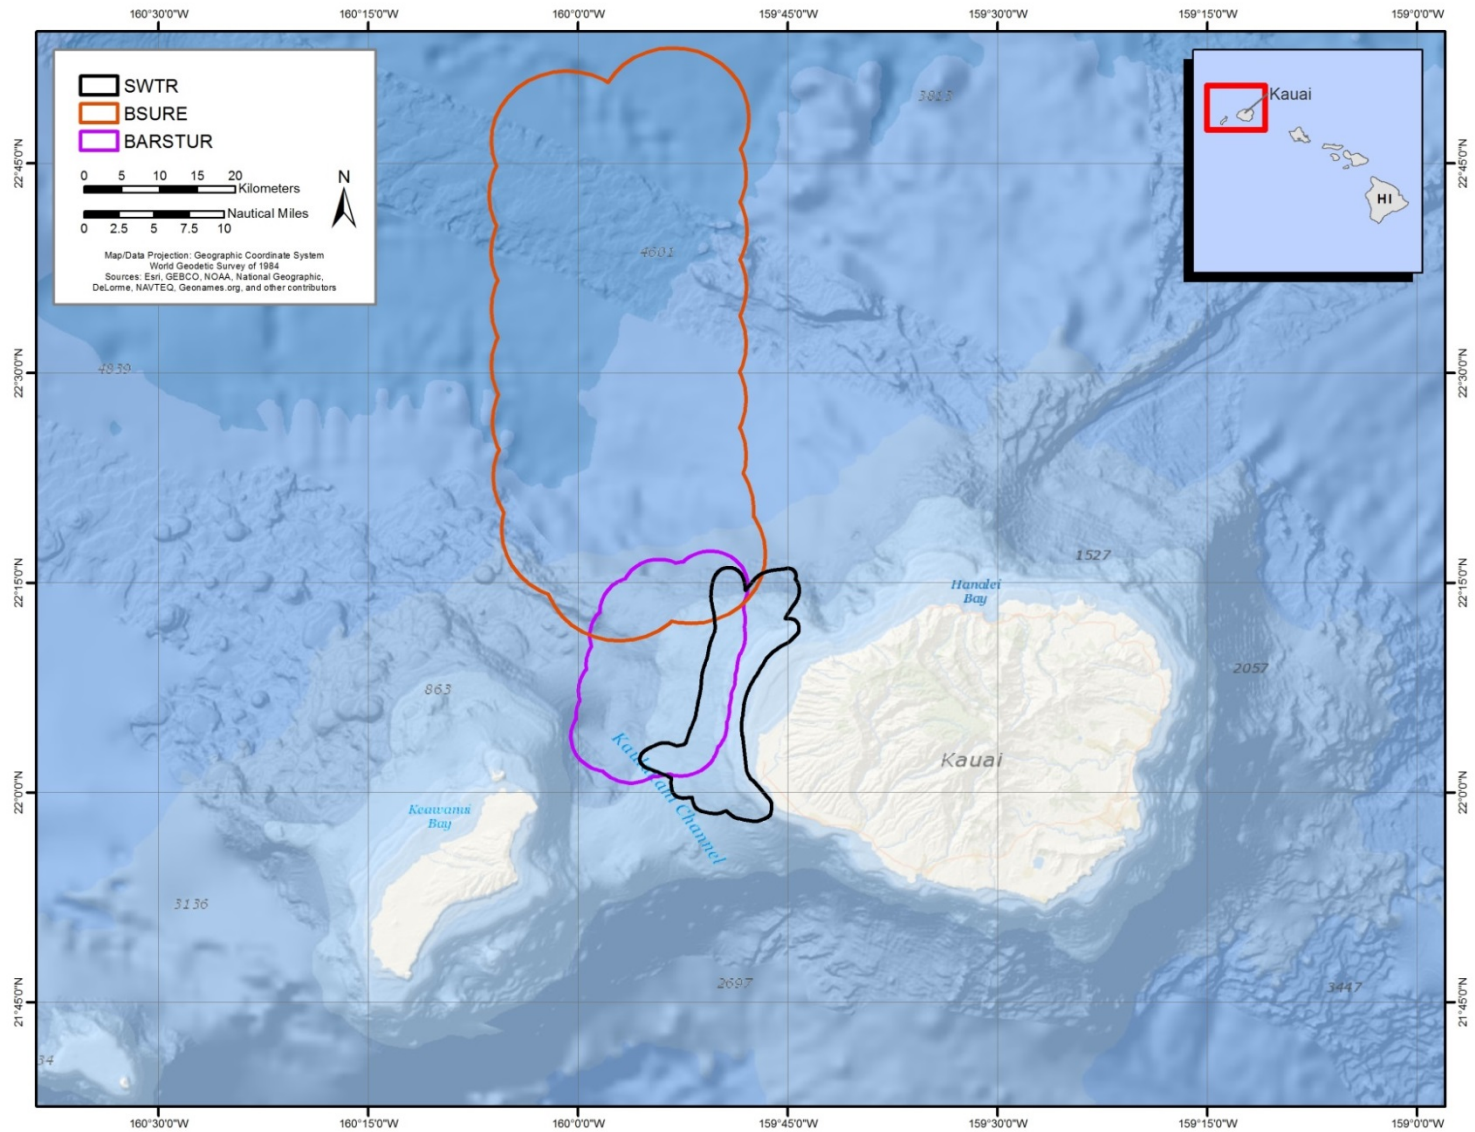 160°30'0"W 160°15'0"W 160°0'0"W 159°45'0"W 159°30'0"W 159°15'0"W 159°0'0"W
SWTR
BSURE
BARSTUR
0 5 10 15 20
Kilometers
Nautical Miles
0 2.5 5 7.5 10
N
Map/Data Projection: Geographic Coordinate System
World Geodetic Survey of 1984
Sources: Esri, GEBCO, NOAA, National Geographic,
DeLorme, NAVTEQ, Geonames.org, and other contributors
Kauai
HI
3813
22°45'0"N
22°45'0"N
4601
4839
22°30'0"N
22°30'0"N
1527
22°15'0"N
22°15'0"N
Hanalei
Bay
2057
863
Kauai
Channel
22°0'0"N
22°0'0"N
Keawanui
Bay
3136
2697
3447
21°45'0"N
21°45'0"N
34
160°30'0"W 160°15'0"W 160°0'0"W 159°45'0"W 159°30'0"W 159°15'0"W 159°0'0"W